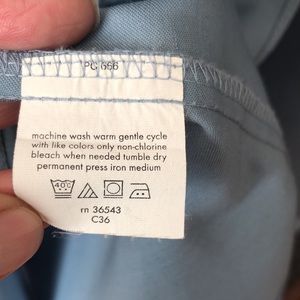 PC 666
machine wash warm gentle cycle
with like colors only non-chlorine
bleach when needed tumble dry
permanent press iron medium
40°C
rn 36543
C36